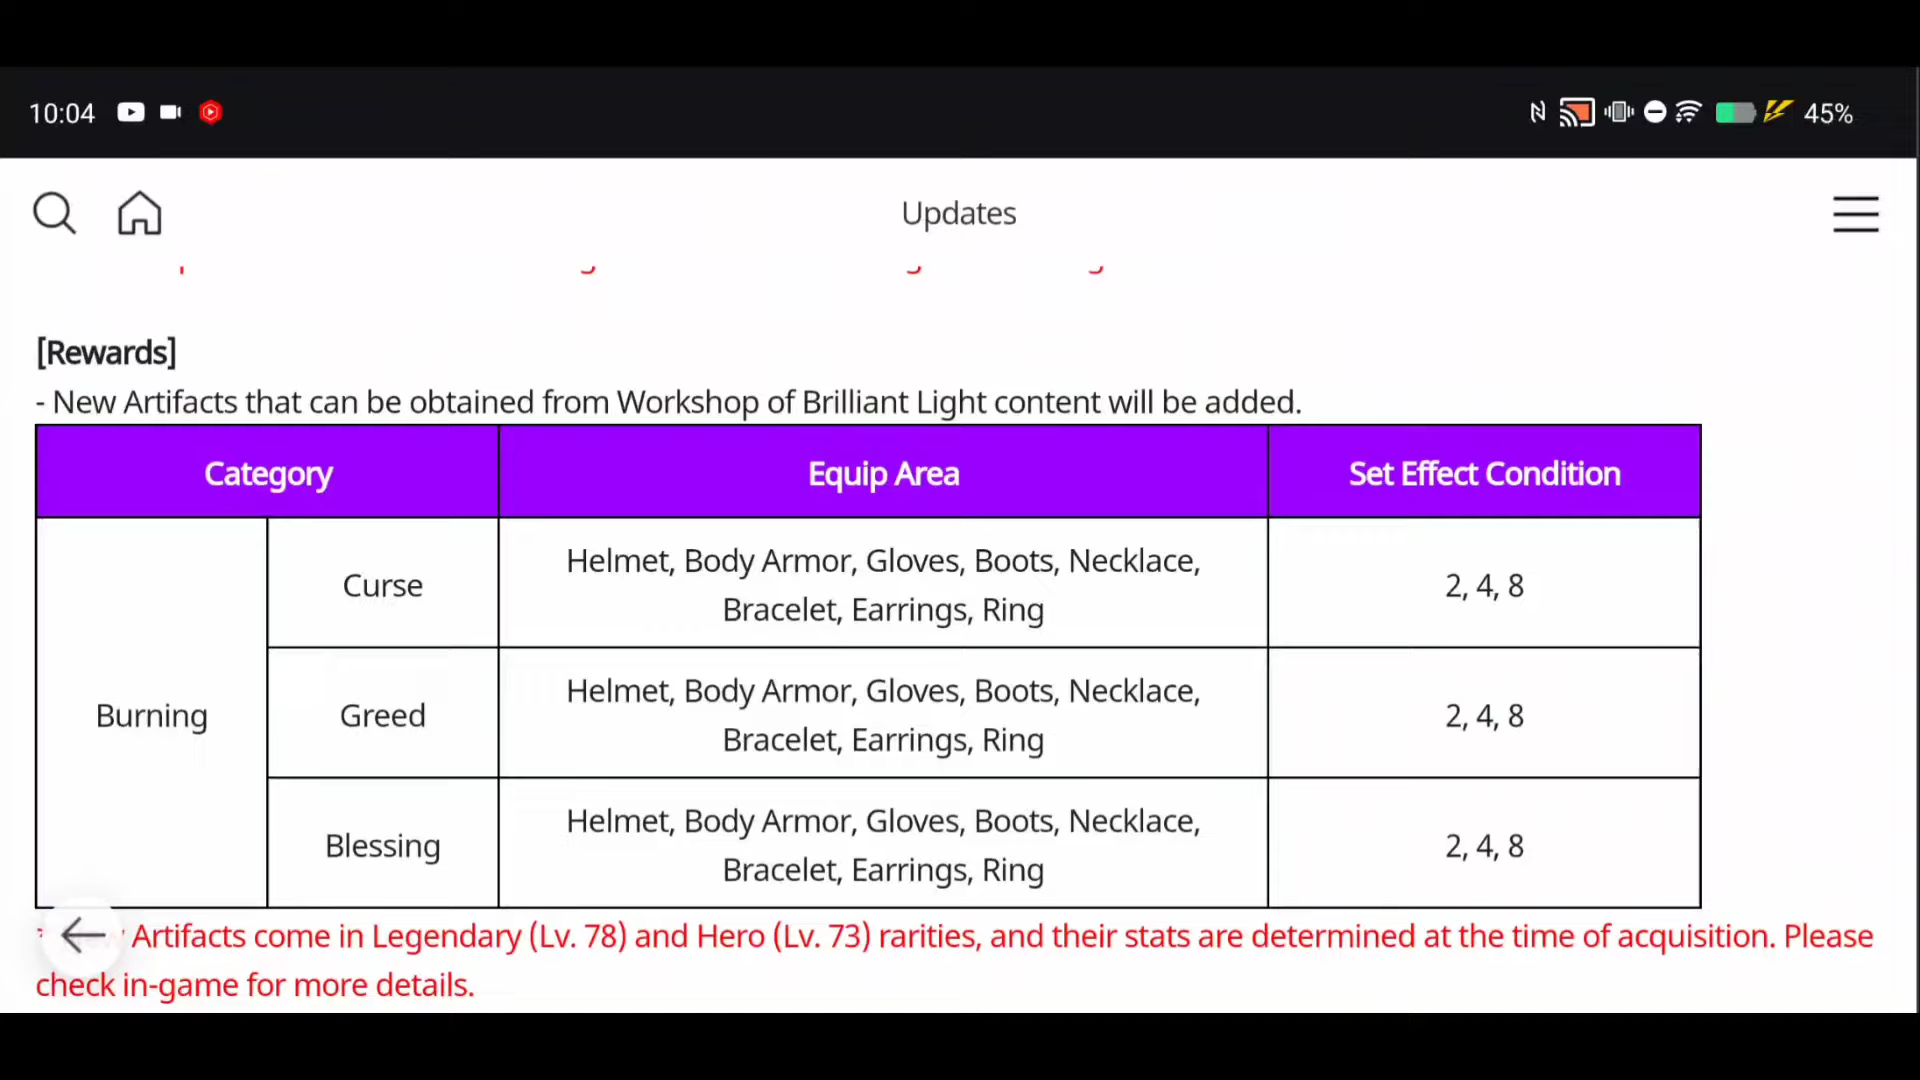 10:04
45%
Updates
[Rewards]
- New Artifacts that can be obtained from Workshop of Brilliant Light content will be added.
Category
Equip Area
Set Effect Condition
Burning
Curse
Helmet, Body Armor, Gloves, Boots, Necklace,
Bracelet, Earrings, Ring
2, 4, 8
Greed
Helmet, Body Armor, Gloves, Boots, Necklace,
Bracelet, Earrings, Ring
2, 4, 8
Blessing
Helmet, Body Armor, Gloves, Boots, Necklace,
Bracelet, Earrings, Ring
2, 4, 8
Artifacts come in Legendary (Lv. 78) and Hero (Lv. 73) rarities, and their stats are determined at the time of acquisition. Please
check in-game for more details.